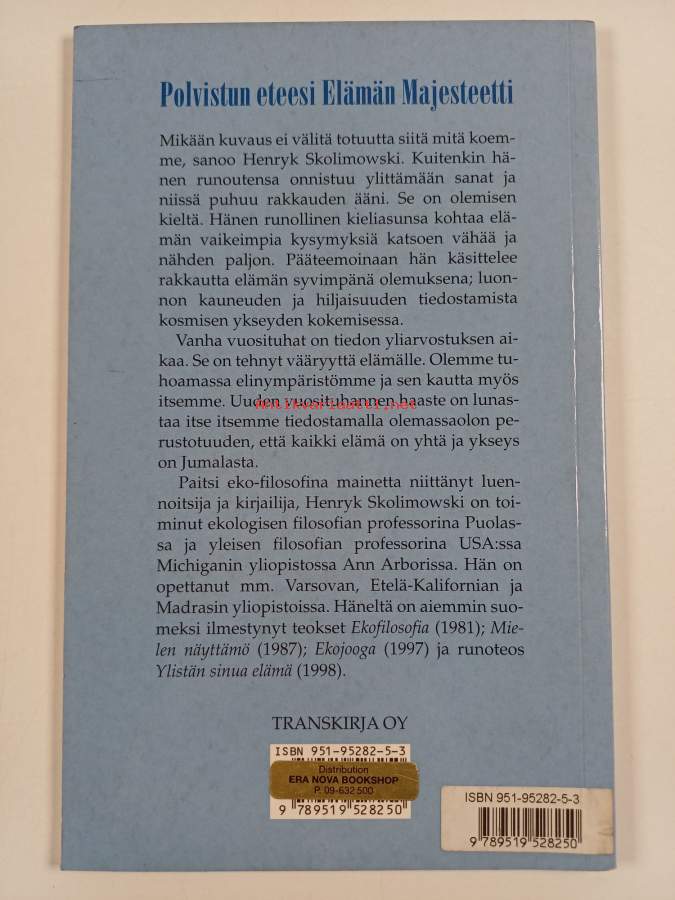 Polvistun eteesi Elämän Majesteetti
Mikään kuvaus ei välitä totuutta siitä mitä koem-
me, sanoo Henryk Skolimowski. Kuitenkin hä-
nen runoutensa onnistuu ylittämään sanat ja
niissä puhuu rakkauden ääni. Se on olemisen
kieltä. Hänen runollinen kieliasunsa kohtaa elä-
män vaikeimpia kysymyksiä katsoen vähää ja
nähden paljon. Pääteemoinaan hän käsittelee
rakkautta elämän syvimpänä olemuksena; luon-
non kauneuden ja hiljaisuuden tiedostamista
kosmisen ykseyden kokemisessa.
Vanha vuosituhat on tiedon yliarvostuksen ai-
kaa. Se on tehnyt vääryyttä elämälle. Olemme tu-
hoamassa elinympäristömme ja sen kautta myös
itsemme. Uuden vuosituhannen haaste on lunas-
antikvariaatti.net
taa itse itsemme tiedostamalla olemassaolon pe-
rustotuuden, että kaikki elämä on yhtä ja ykseys
on Jumalasta.
Paitsi eko-filosofina mainetta niittänyt luen-
noitsija ja kirjailija, Henryk Skolimowski on toi-
minut ekologisen filosofian professorina Puolas-
sa ja yleisen filosofian professorina USA:ssa
Michiganin yliopistossa Ann Arborissa. Hän on
opettanut mm. Varsovan, Etelä-Kalifornian ja
Madrasin yliopistoissa. Häneltä on aiemmin suo-
meksi ilmestynyt teokset Ekofilosofia (1981); Mie-
len näyttämö (1987); Ekojooga (1997) ja runoteos
Ylistän sinua elämä (1998).
TRANSKIRJA OY
ISBN 951-95282-5-3
Distribution
ERA NOVA BOOKSHOP
P. 09-632 500
9 789519 528250
ISBN 951-95282-5-3
9 789519 528250